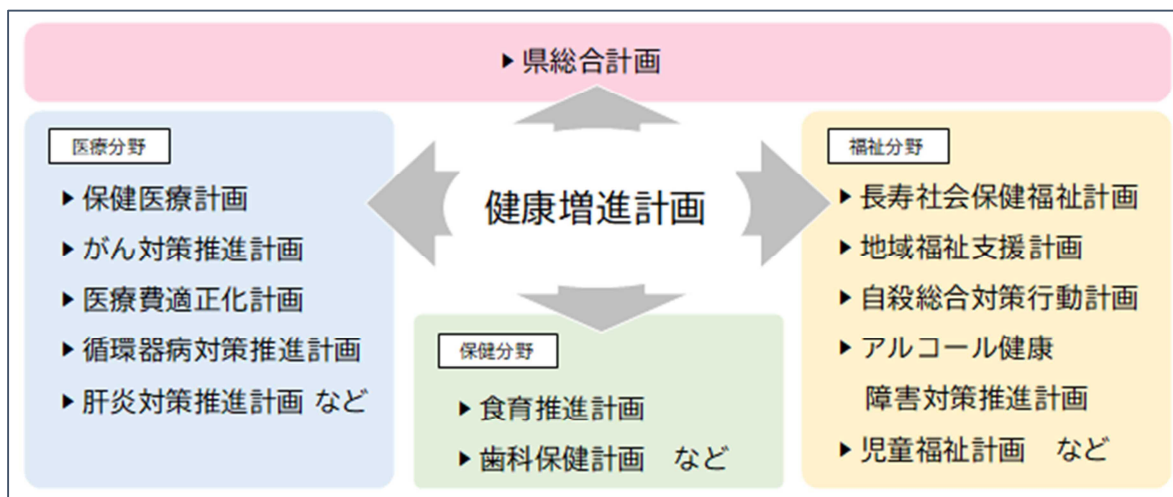 ▶ 県総合計画
医療分野
▶ 保健医療計画
▶ がん対策推進計画
▶ 医療費適正化計画
▶ 循環器病対策推進計画
▶ 肝炎対策推進計画 など
健康増進計画
保健分野
▶ 食育推進計画
▶ 歯科保健計画　など
福祉分野
▶ 長寿社会保健福祉計画
▶ 地域福祉支援計画
▶ 自殺総合対策行動計画
▶ アルコール健康
障害対策推進計画
▶ 児童福祉計画　など